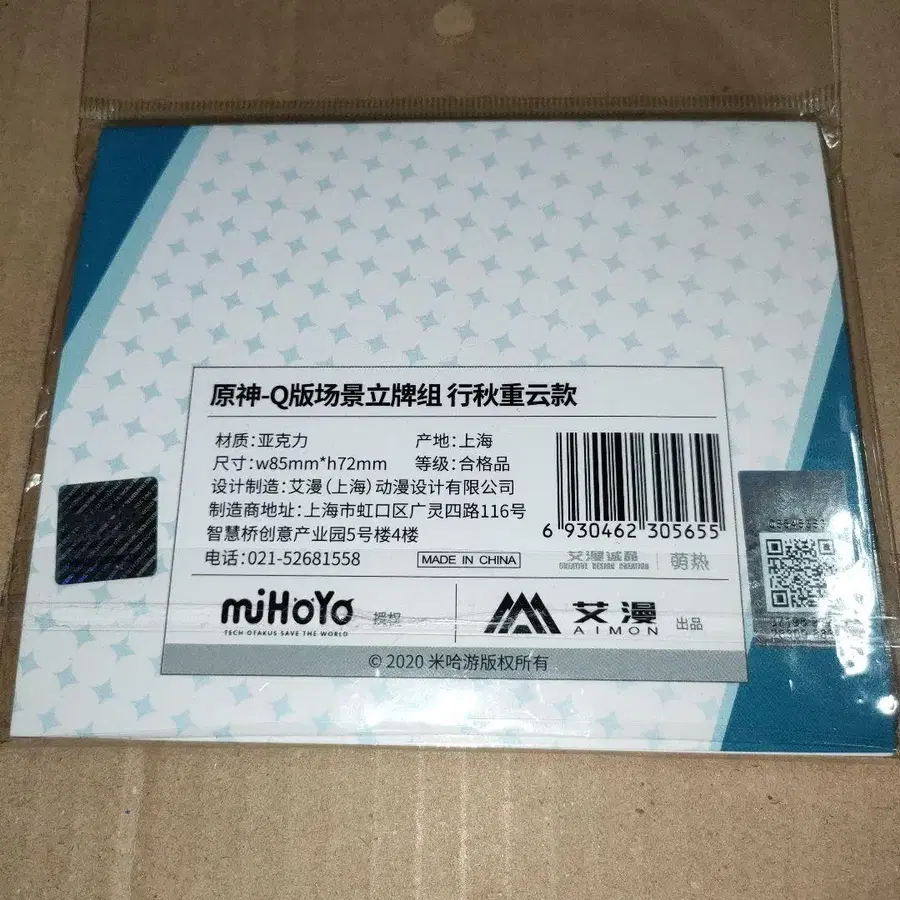 原神-Q版场景立牌组 行秋重云款
材质:亚克力 产地:上海
尺寸:w85mm*h72mm 等级:合格品
设计制造:艾漫(上海)动漫设计有限公司
制造商地址:上海市虹口区广灵四路116号
智慧桥创意产业园5号楼4楼
电话:021-52681558 MADE IN CHINA
6 930462 305655
艾漫诚品 萌热
miHoYo 授权
TECH OTAKUS SAVE THE WORLD
艾漫 出品
AIMON
© 2020 米哈游版权所有